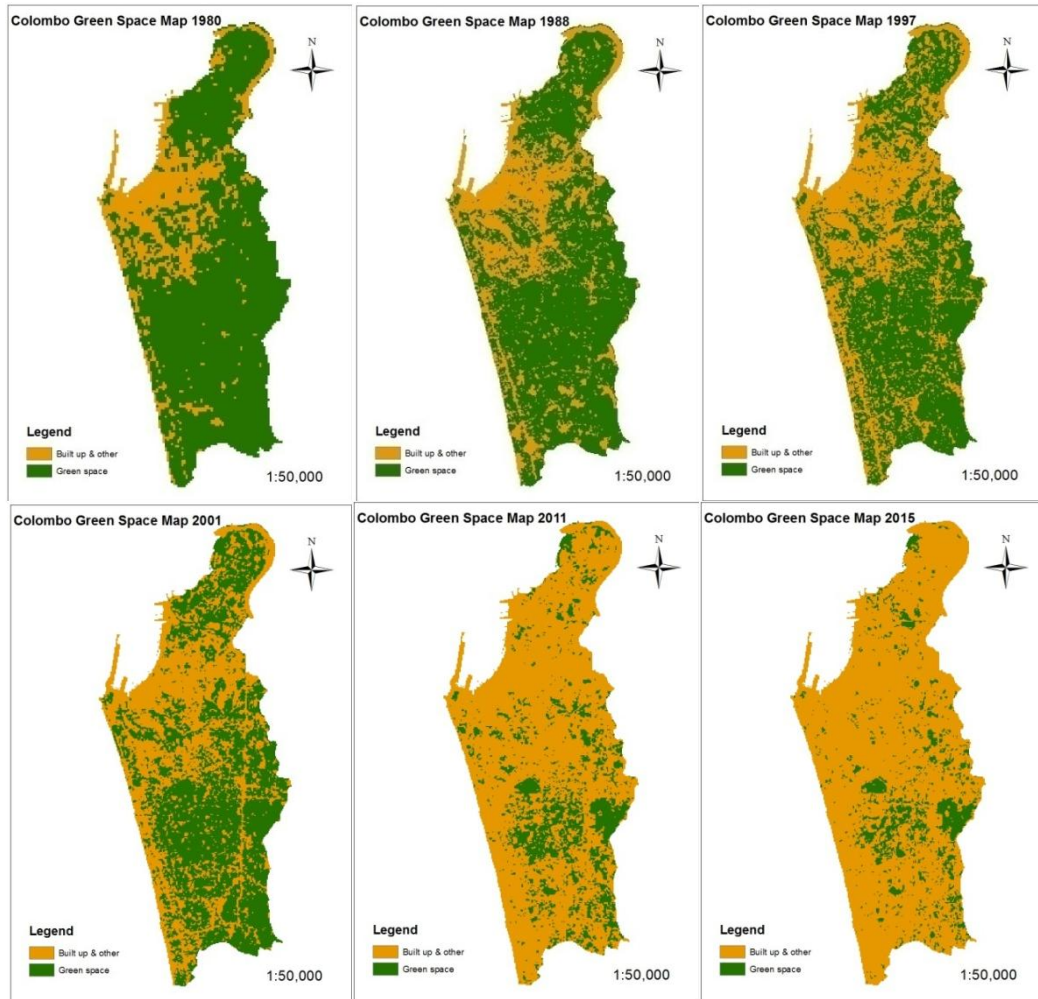 Colombo Green Space Map 1980
N
Legend
Built up & other
Green space
1:50,000
Colombo Green Space Map 1988
N
Legend
Built up & other
Green space
1:50,000
Colombo Green Space Map 1997
N
Legend
Built up & other
Green space
1:50,000
Colombo Green Space Map 2001
N
Legend
Built up & other
Green space
1:50,000
Colombo Green Space Map 2011
N
Legend
Built up & other
Green space
1:50,000
Colombo Green Space Map 2015
N
Legend
Built up & other
Green space
1:50,000